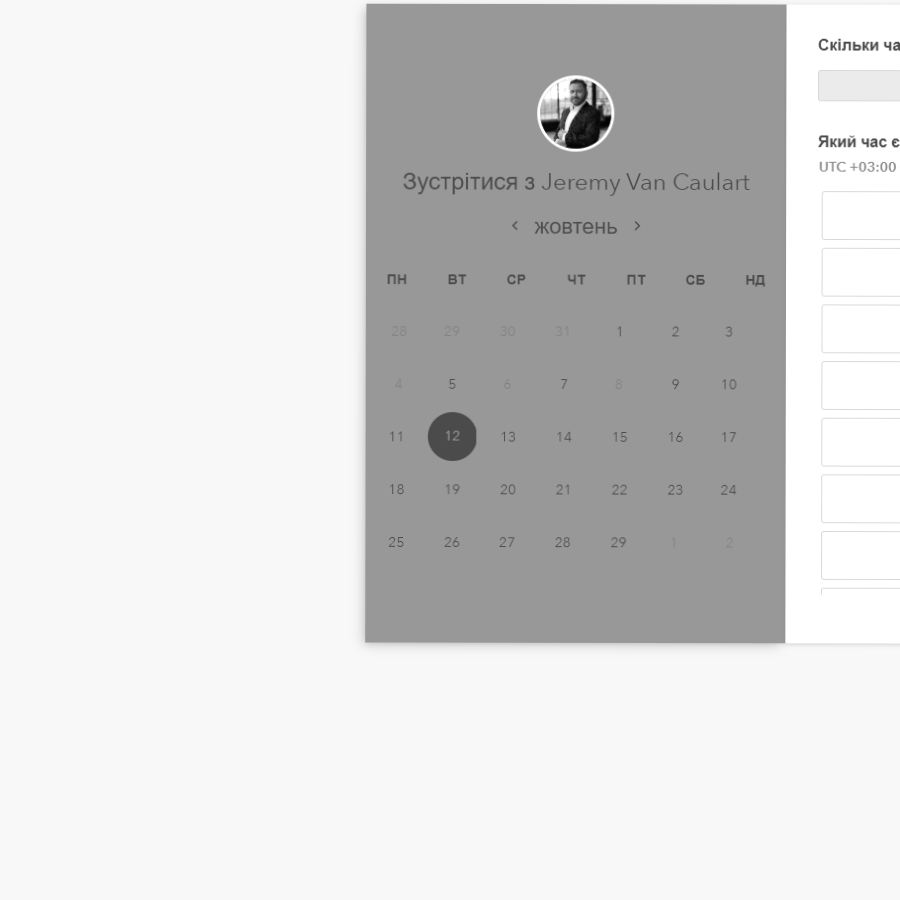 Зустрітися з Jeremy Van Caulart
жовтень
ПН ВТ СР ЧТ ПТ СБ НД
28 29 30 31 1 2 3
4 5 6 7 8 9 10
11 12 13 14 15 16 17
18 19 20 21 22 23 24
25 26 27 28 29 1 2
Скільки ча
Який час є
UTC +03:00